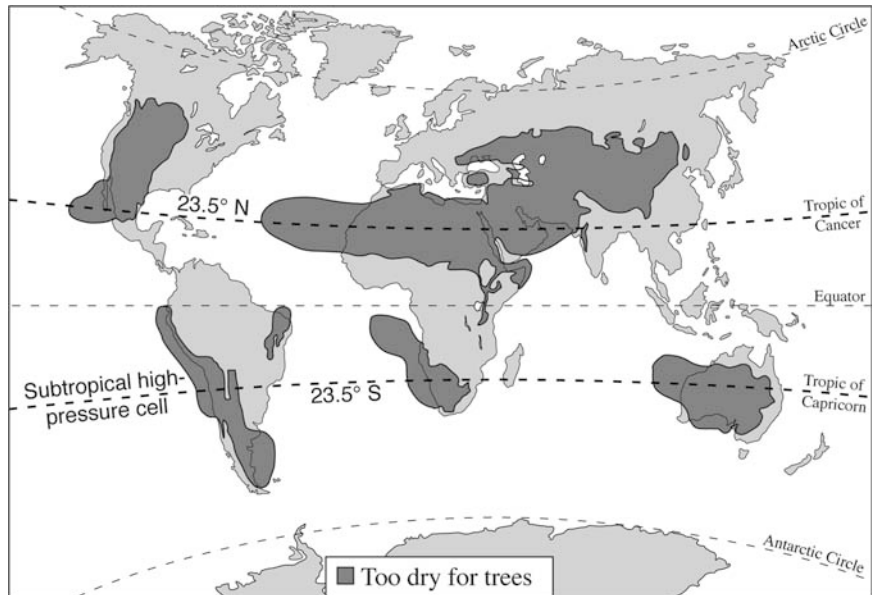 Arctic Circle
23.5° N
Tropic of
Cancer
Equator
Subtropical high-
pressure cell
23.5° S
Tropic of
Capricorn
Antarctic Circle
Too dry for trees